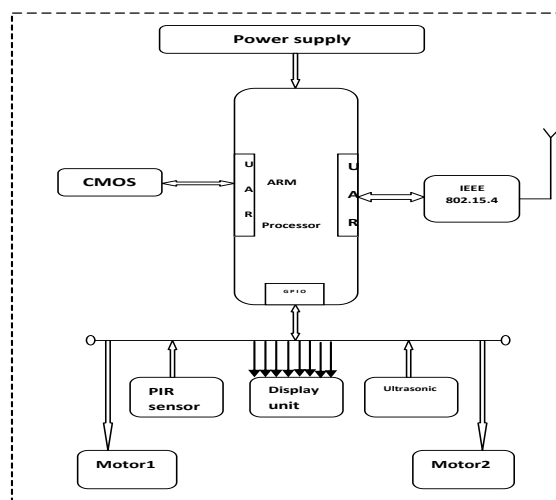 Power supply
U
A
R
ARM
Processor
U
A
R
CMOS
IEEE
802.15.4
GPIO
PIR
sensor
Display
unit
Ultrasonic
Motor1
Motor2